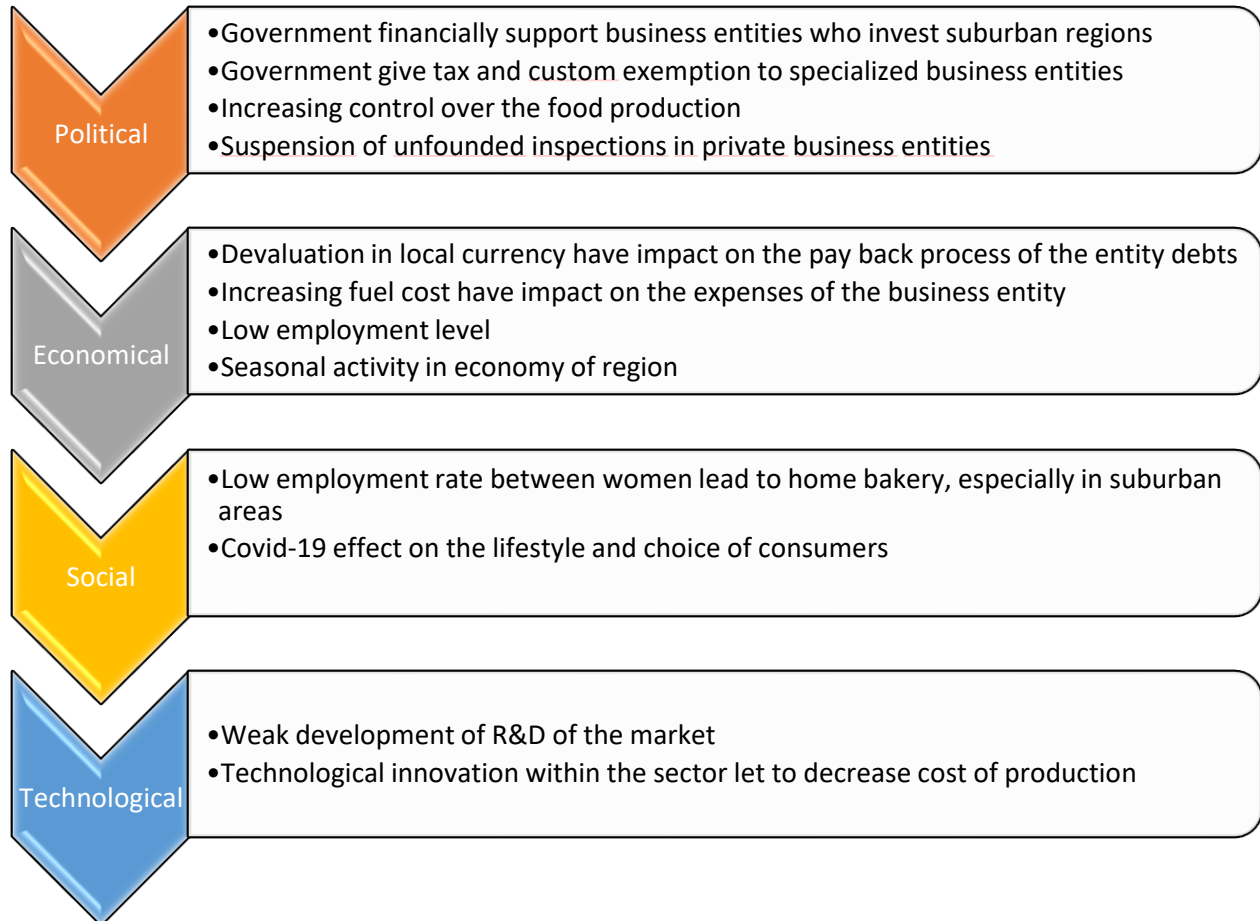 Political
•Government financially support business entities who invest suburban regions
•Government give tax and custom exemption to specialized business entities
•Increasing control over the food production
•Suspension of unfounded inspections in private business entities
Economical
•Devaluation in local currency have impact on the pay back process of the entity debts
•Increasing fuel cost have impact on the expenses of the business entity
•Low employment level
•Seasonal activity in economy of region
Social
•Low employment rate between women lead to home bakery, especially in suburban
areas
•Covid-19 effect on the lifestyle and choice of consumers
Technological
•Weak development of R&D of the market
•Technological innovation within the sector let to decrease cost of production